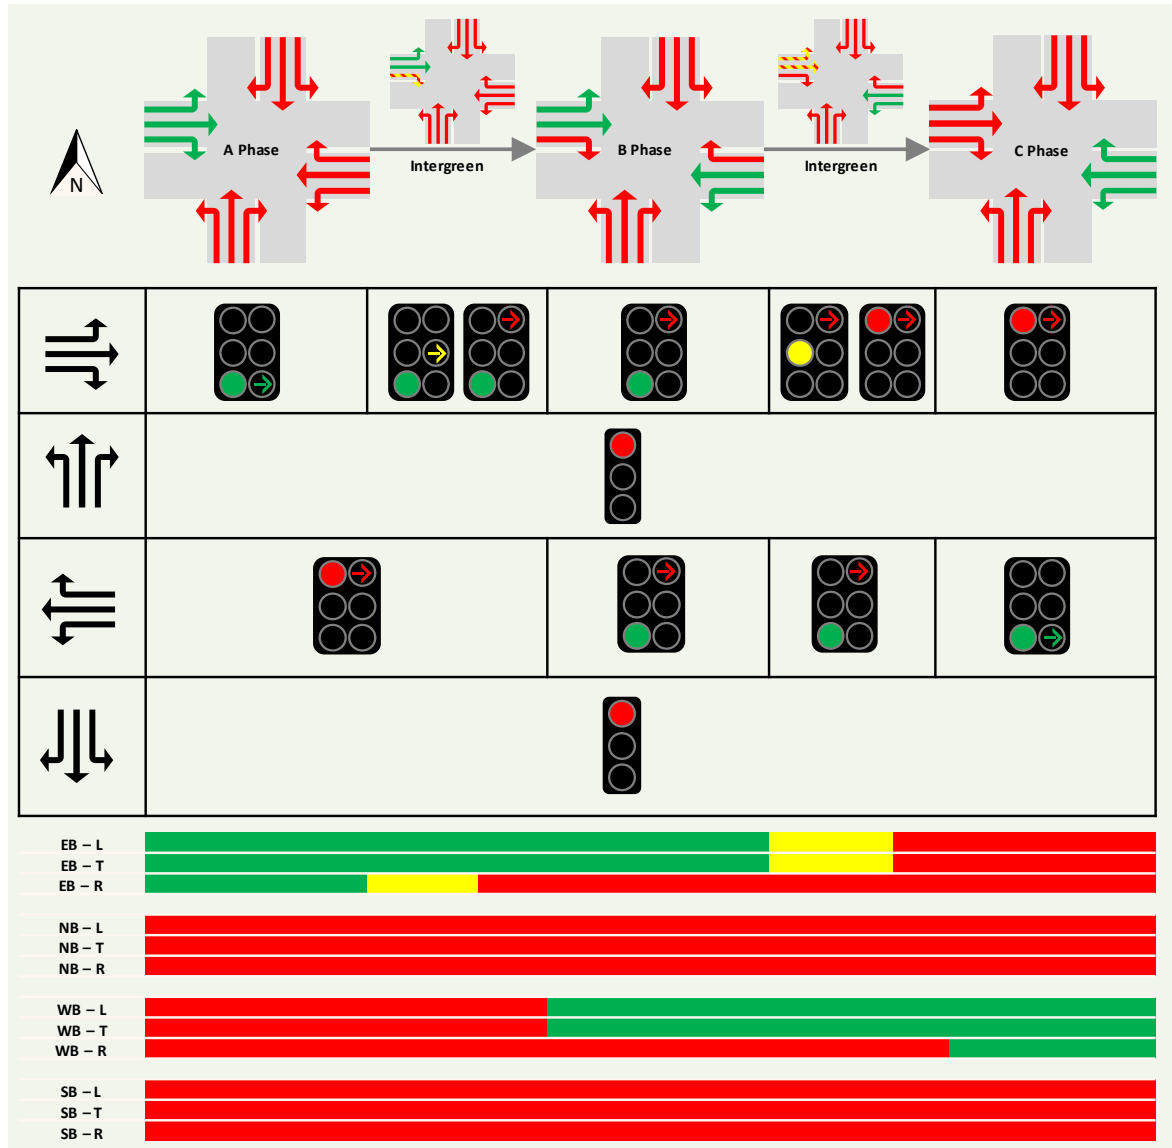 A Phase
Intergreen
B Phase
Intergreen
C Phase
N
EB – L
EB – T
EB – R
NB – L
NB – T
NB – R
WB – L
WB – T
WB – R
SB – L
SB – T
SB – R